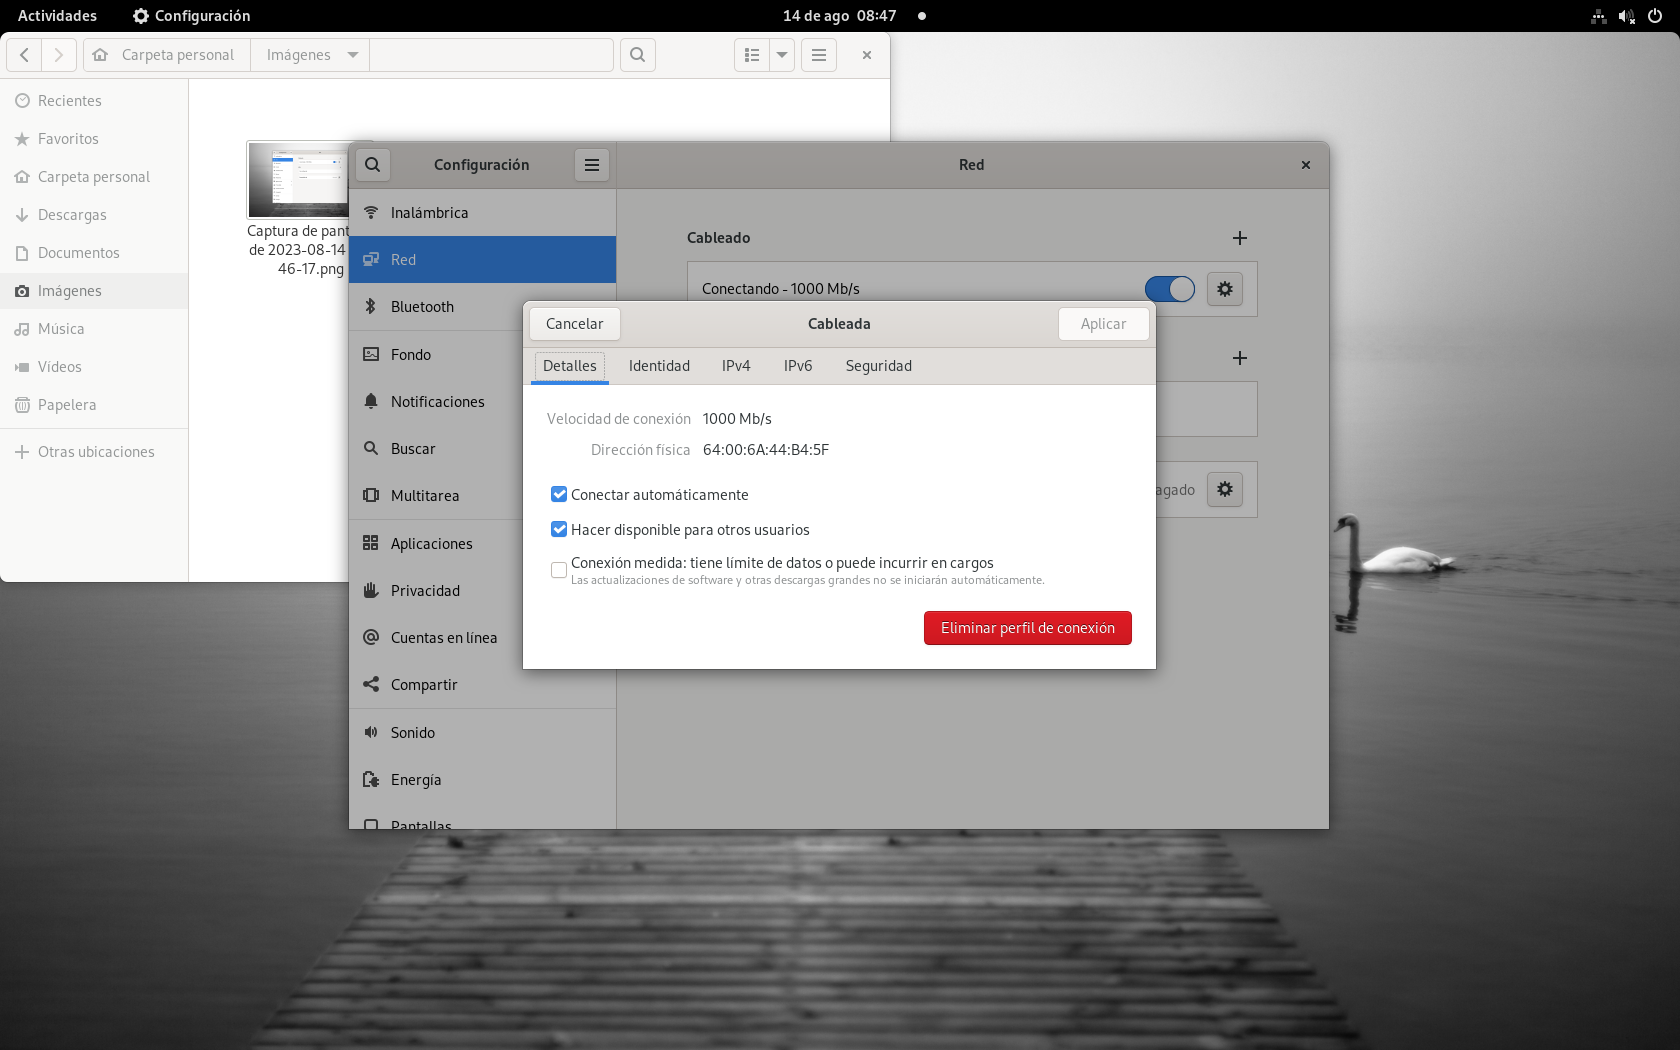 Actividades
Configuración
14 de ago 08:47
Carpeta personal
Imágenes
Recientes
Favoritos
Carpeta personal
Descargas
Documentos
Imágenes
Música
Vídeos
Papelera
Otras ubicaciones
Captura de pant
de 2023-08-14
46-17.png
Configuración
Red
Inalámbrica
Red
Bluetooth
Fondo
Notificaciones
Buscar
Multitarea
Aplicaciones
Privacidad
Cuentas en línea
Compartir
Sonido
Energía
Pantallas
Cableado
Conectando - 1000 Mb/s
agado
Cancelar
Cableada
Aplicar
Detalles
Identidad
IPv4
IPv6
Seguridad
Velocidad de conexión 1000 Mb/s
Dirección física 64:00:6A:44:B4:5F
Conectar automáticamente
Hacer disponible para otros usuarios
Conexión medida: tiene límite de datos o puede incurrir en cargos
Las actualizaciones de software y otras descargas grandes no se iniciarán automáticamente.
Eliminar perfil de conexión